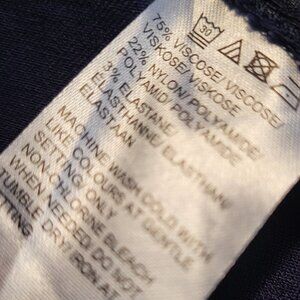 30
75% VISCOSE/ VISCOSE/
VISKOSE/ VISKOSE
22% NYLON/ POLYAMIDE/
POLYAMID/ POLYAMIDE
3% ELASTANE/ ELASTHANNE/
ELASTHAN/
ELASTAAN
MACHINE WASH COLD WITH
LIKE COLOURS AT GENTLE
SETTING/ ONLY
NON-CHLORINE BLEACH
WHEN NEEDED/ DO NOT
TUMBLE DRY IRON AT